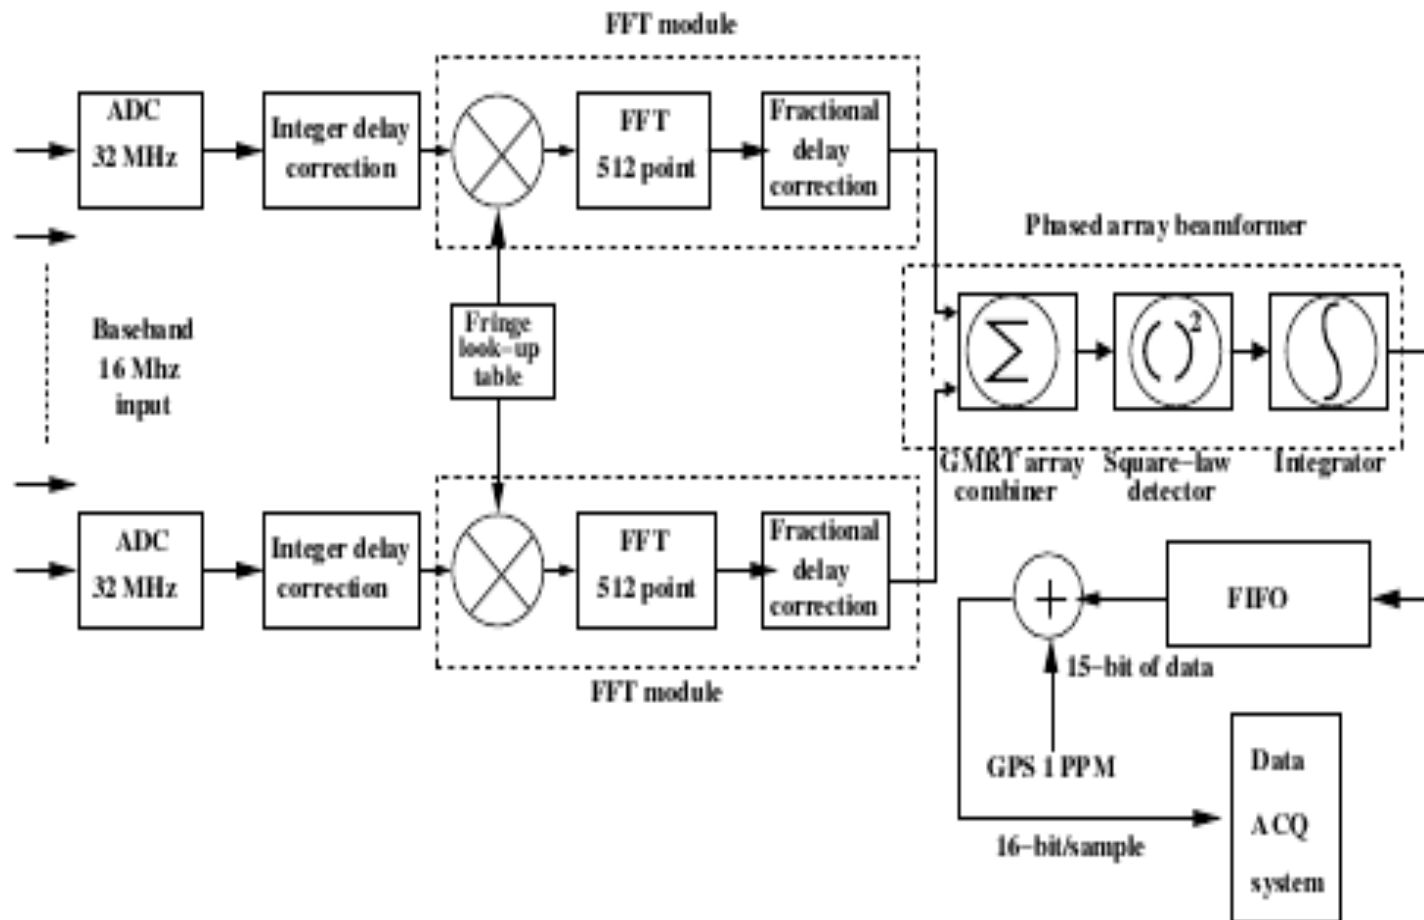 FFT module
ADC
32 MHz
Integer delay
correction
FFT
512 point
Fractional
delay
correction
Phased array beamformer
Baseband
16 Mhz
input
Fringe
look-up
table
Σ
( )²
∫
GMRT array
combiner
Square-law
detector
Integrator
ADC
32 MHz
Integer delay
correction
FFT
512 point
Fractional
delay
correction
FFT module
+
FIFO
15-bit of data
GPS 1 PPM
16-bit/sample
Data
ACQ
system